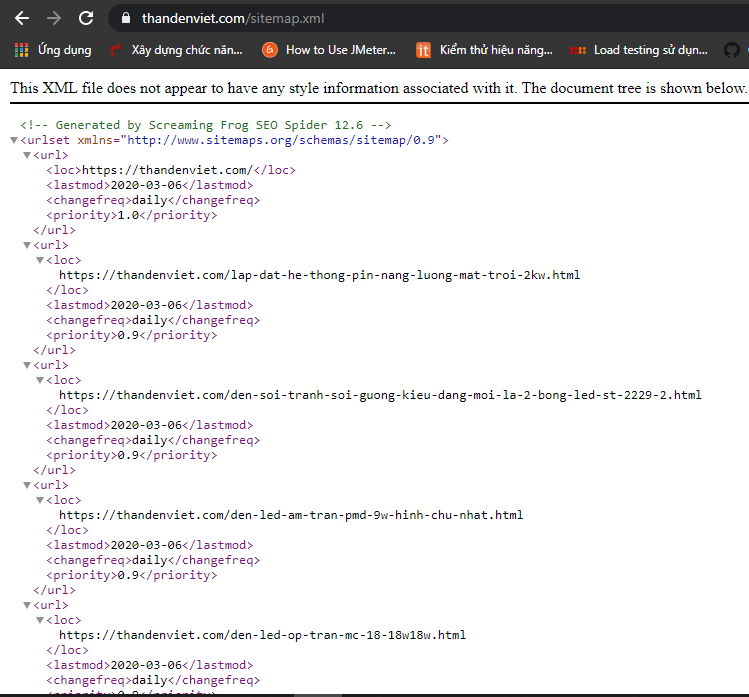 thandenviet.com/sitemap.xml
Ứng dụng Xây dựng chức năn... How to Use JMeter... Kiểm thử hiệu năng... Load testing sử dụn...
This XML file does not appear to have any style information associated with it. The document tree is shown below.
<!-- Generated by Screaming Frog SEO Spider 12.6 -->
<urlset xmlns="http://www.sitemaps.org/schemas/sitemap/0.9">
<url>
<loc>https://thandenviet.com/</loc>
<lastmod>2020-03-06</lastmod>
<changefreq>daily</changefreq>
<priority>1.0</priority>
</url>
<url>
<loc>
https://thandenviet.com/lap-dat-he-thong-pin-nang-luong-mat-troi-2kw.html
</loc>
<lastmod>2020-03-06</lastmod>
<changefreq>daily</changefreq>
<priority>0.9</priority>
</url>
<url>
<loc>
https://thandenviet.com/den-soi-tranh-soi-guong-kieu-dang-moi-la-2-bong-led-st-2229-2.html
</loc>
<lastmod>2020-03-06</lastmod>
<changefreq>daily</changefreq>
<priority>0.9</priority>
</url>
<url>
<loc>
https://thandenviet.com/den-led-am-tran-pmd-9w-hinh-chu-nhat.html
</loc>
<lastmod>2020-03-06</lastmod>
<changefreq>daily</changefreq>
<priority>0.9</priority>
</url>
<url>
<loc>
https://thandenviet.com/den-led-op-tran-mc-18-18w18w.html
</loc>
<lastmod>2020-03-06</lastmod>
<changefreq>daily</changefreq>
<priority>0.9</priority>